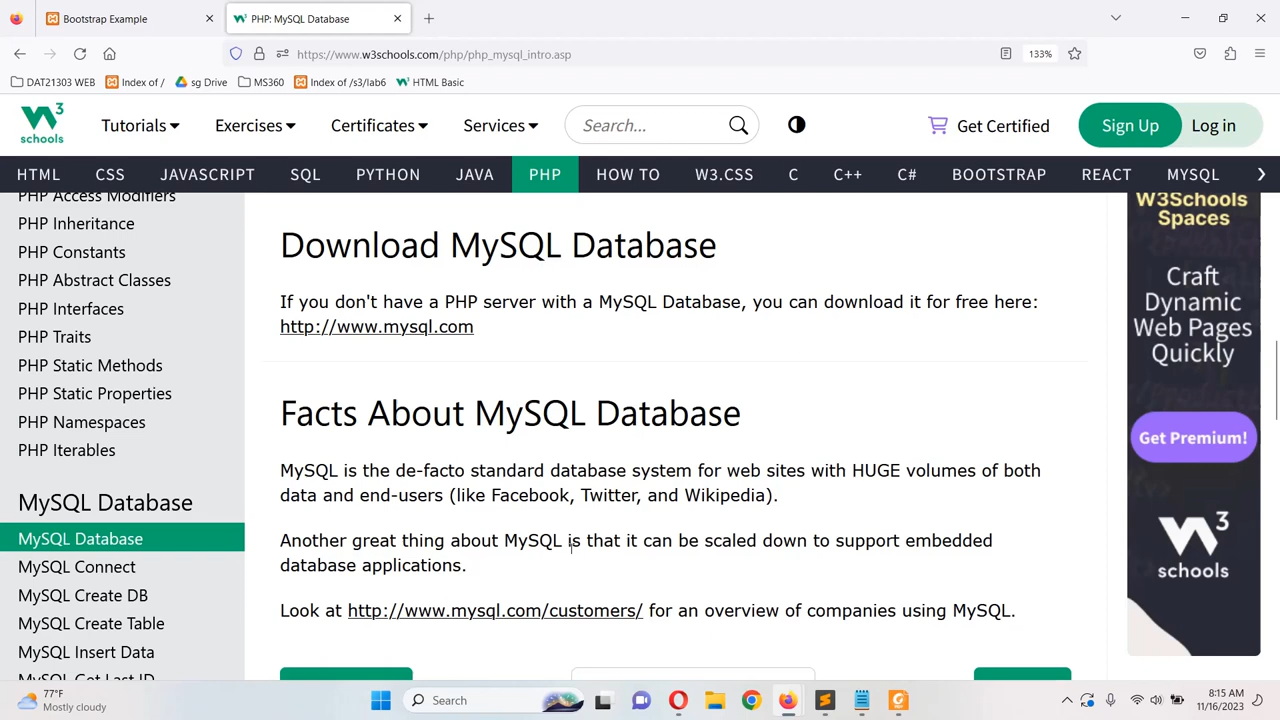 Bootstrap Example
PHP: MySQL Database
https://www.w3schools.com/php/php_mysql_intro.asp
133%
DAT21303 WEB
Index of /
sg Drive
MS360
Index of /s3/lab6
HTML Basic
W3
schools
Tutorials
Exercises
Certificates
Services
Search...
Get Certified
Sign Up
Log in
HTML
CSS
JAVASCRIPT
SQL
PYTHON
JAVA
PHP
HOW TO
W3.CSS
C
C++
C#
BOOTSTRAP
REACT
MYSQL
PHP Access Modifiers
PHP Inheritance
PHP Constants
PHP Abstract Classes
PHP Interfaces
PHP Traits
PHP Static Methods
PHP Static Properties
PHP Namespaces
PHP Iterables
MySQL Database
MySQL Database
MySQL Connect
MySQL Create DB
MySQL Create Table
MySQL Insert Data
MySQL Get Last ID
Download MySQL Database
If you don't have a PHP server with a MySQL Database, you can download it for free here:
http://www.mysql.com
Facts About MySQL Database
MySQL is the de-facto standard database system for web sites with HUGE volumes of both
data and end-users (like Facebook, Twitter, and Wikipedia).
Another great thing about MySQL is that it can be scaled down to support embedded
database applications.
Look at http://www.mysql.com/customers/ for an overview of companies using MySQL.
W3Schools
Spaces
Craft
Dynamic
Web Pages
Quickly
Get Premium!
W3
schools
77°F
Mostly cloudy
Search
8:15 AM
11/16/2023